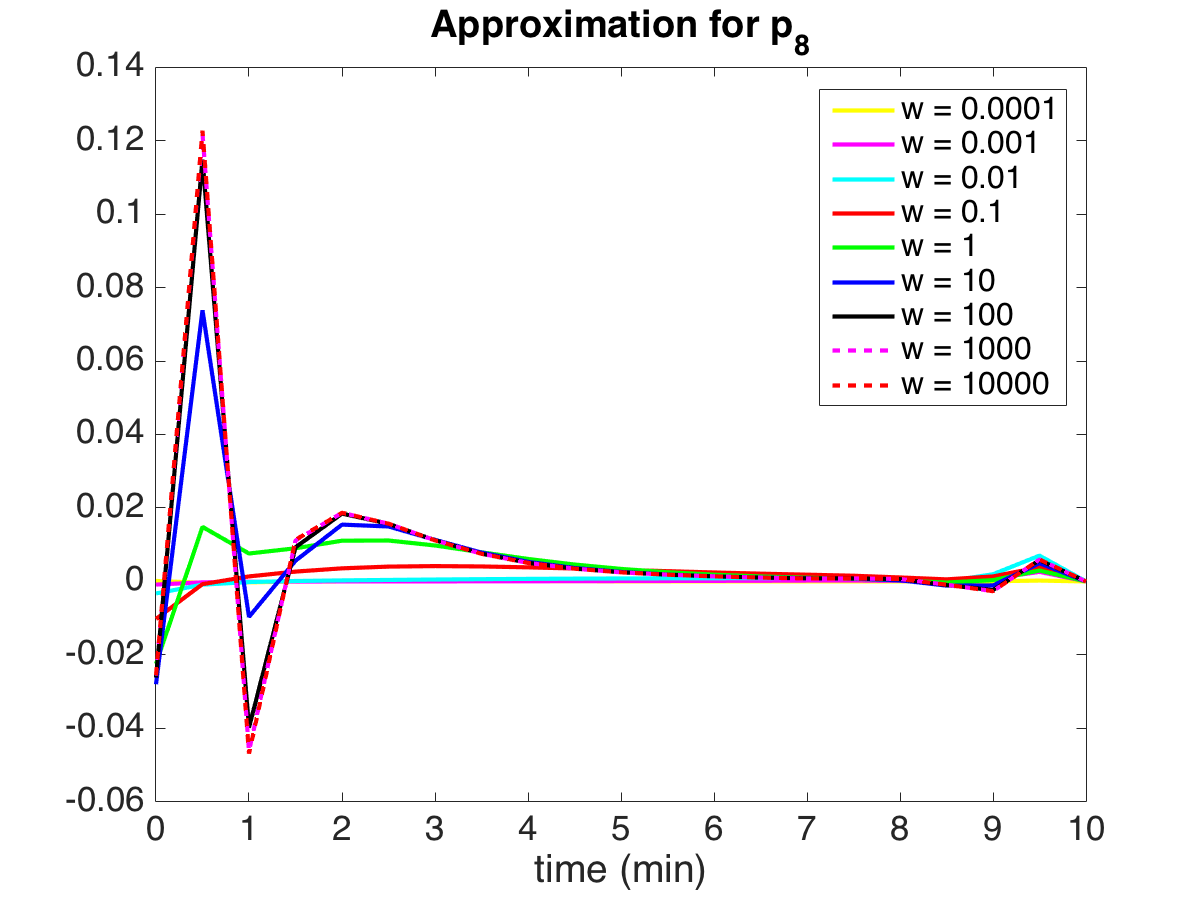 Approximation for p8
0.14
0.12
0.1
0.08
0.06
0.04
0.02
0
-0.02
-0.04
-0.06
w = 0.0001
w = 0.001
w = 0.01
w = 0.1
w = 1
w = 10
w = 100
w = 1000
w = 10000
0 1 2 3 4 5 6 7 8 9 10
time (min)